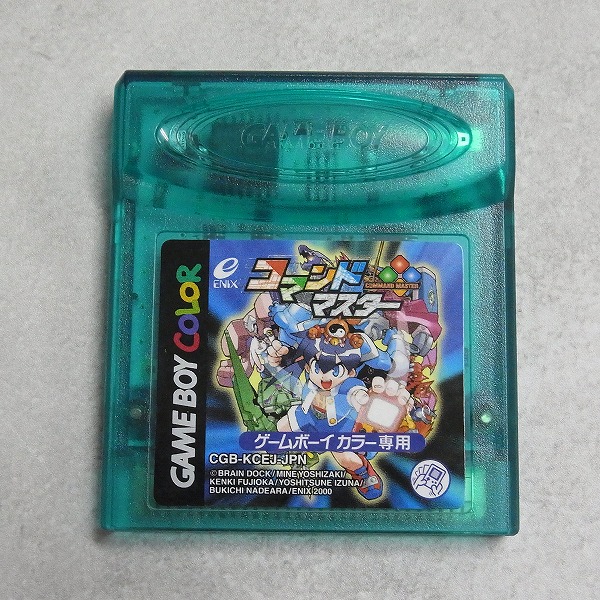 GAME BOY
GAME BOY COLOR
ENIX
コマンド
マスター
COMMAND MASTER
ゲームボーイ カラー専用
CGB-KCEJ-JPN
©BRAIN DOCK/MINE YOSHIZAKI/
KENKI FUJIOKA/YOSHITSUNE IZUNA/
BUKICHI NADEARA/ENIX 2000